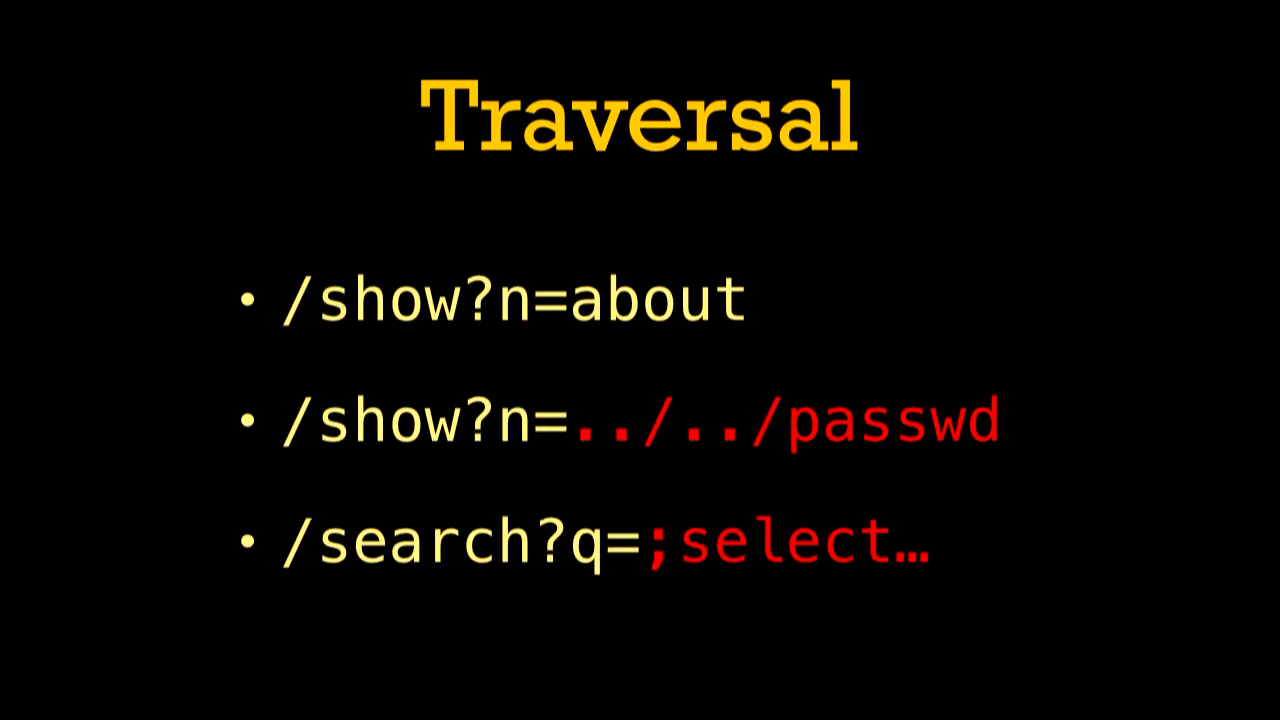 Traversal
• /show?n=about
• /show?n=../../passwd
• /search?q=;select…